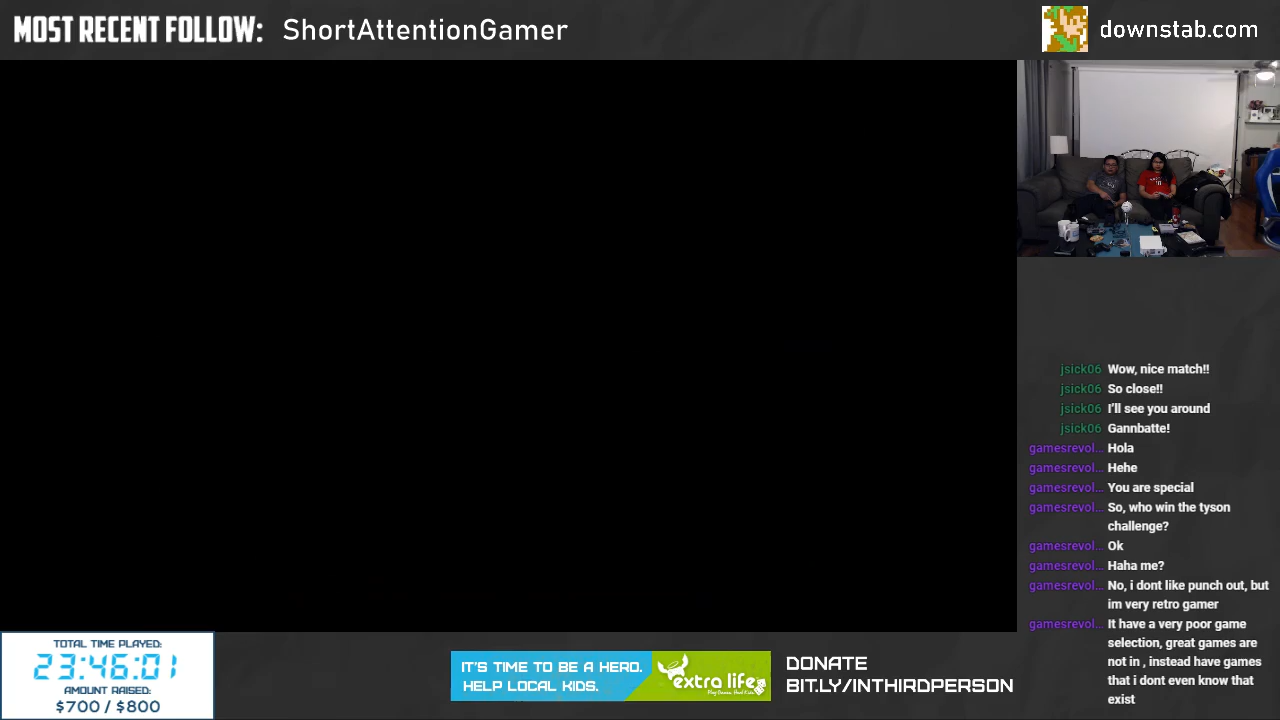 MOST RECENT FOLLOW: ShortAttentionGamer
downstab.com
jsick06 Wow, nice match!!
jsick06 So close!!
jsick06 I'll see you around
jsick06 Gannbatte!
gamesrevol... Hola
gamesrevol... Hehe
gamesrevol... You are special
gamesrevol... So, who win the tyson
challenge?
gamesrevol... Ok
gamesrevol... Haha me?
gamesrevol... No, i dont like punch out, but
im very retro gamer
gamesrevol... It have a very poor game
selection, great games are
not in , instead have games
that i dont even know that
exist
TOTAL TIME PLAYED:
23:46:01
AMOUNT RAISED:
$700 / $800
IT'S TIME TO BE A HERO.
HELP LOCAL KIDS.
extra life
Play Games. Heal Kids.
DONATE
BIT.LY/INTHIRDPERSON